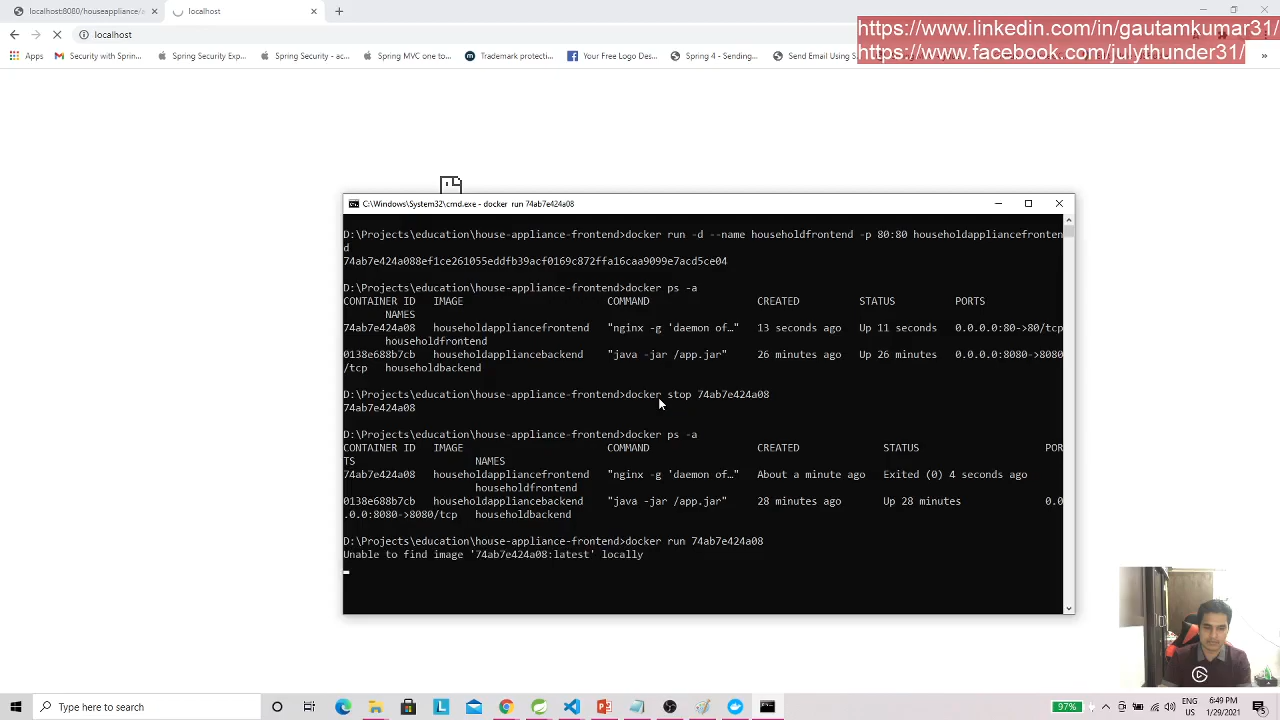 localhost:8080/houseappliance/a
localhost
https://www.linkedin.com/in/gautamkumar31/
localhost
https://www.facebook.com/julythunder31/
Apps
Security with Spring...
Spring Security Exp...
Spring Security - ac...
Spring MVC one to...
Trademark protecti...
Your Free Logo Des...
Spring 4 - Sending...
Send Email Using S
»
C:\Windows\System32\cmd.exe - docker run 74ab7e424a08
D:\Projects\education\house-appliance-frontend>docker run -d --name householdfrontend -p 80:80 householdappliancefronten
d
74ab7e424a088ef1ce261055eddfb39acf0169c872ffa16caa9099e7acd5ce04
D:\Projects\education\house-appliance-frontend>docker ps -a
CONTAINER ID IMAGE COMMAND CREATED STATUS PORTS
NAMES
74ab7e424a08 householdappliancefrontend "nginx -g 'daemon of…" 13 seconds ago Up 11 seconds 0.0.0.0:80->80/tcp
householdfrontend
0138e688b7cb householdappliancebackend "java -jar /app.jar" 26 minutes ago Up 26 minutes 0.0.0.0:8080->8080
/tcp householdbackend
D:\Projects\education\house-appliance-frontend>docker stop 74ab7e424a08
74ab7e424a08
D:\Projects\education\house-appliance-frontend>docker ps -a
CONTAINER ID IMAGE COMMAND CREATED STATUS POR
TS NAMES
74ab7e424a08 householdappliancefrontend "nginx -g 'daemon of…" About a minute ago Exited (0) 4 seconds ago
householdfrontend
0138e688b7cb householdappliancebackend "java -jar /app.jar" 28 minutes ago Up 28 minutes 0.0
.0.0:8080->8080/tcp householdbackend
D:\Projects\education\house-appliance-frontend>docker run 74ab7e424a08
Unable to find image '74ab7e424a08:latest' locally
Type here to search
97%
ENG
US
6:49 PM
1/29/2021